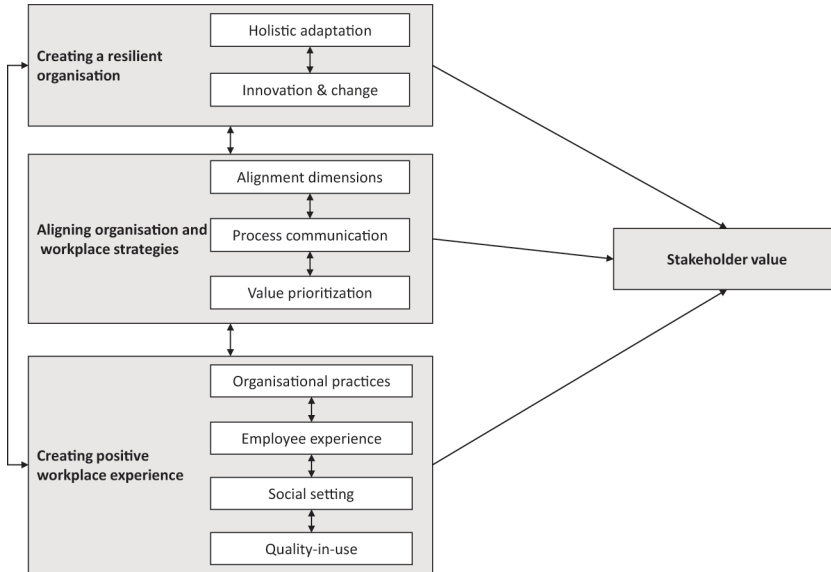 Holistic adaptation
Creating a resilient
organisation
Innovation & change
Alignment dimensions
Aligning organisation and
workplace strategies
Process communication
Value prioritization
Stakeholder value
Organisational practices
Employee experience
Creating positive
workplace experience
Social setting
Quality-in-use